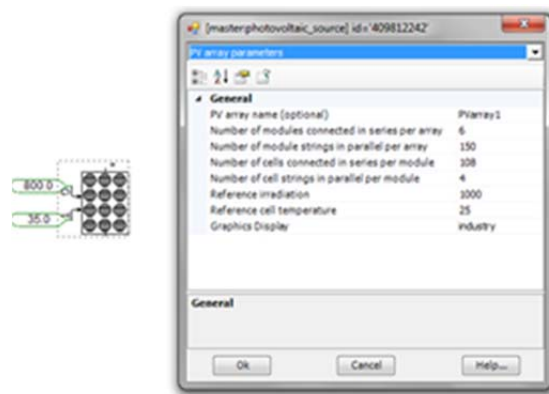 [master:photovoltaic_source] id='409812242'
PV array parameters
General
PV array name (optional) PVarray1
Number of modules connected in series per array 6
Number of module strings in parallel per array 150
Number of cells connected in series per module 108
Number of cell strings in parallel per module 4
Reference irradiation 1000
Reference cell temperature 25
Graphics Display industry
800.0
35.0
General
Ok Cancel Help...